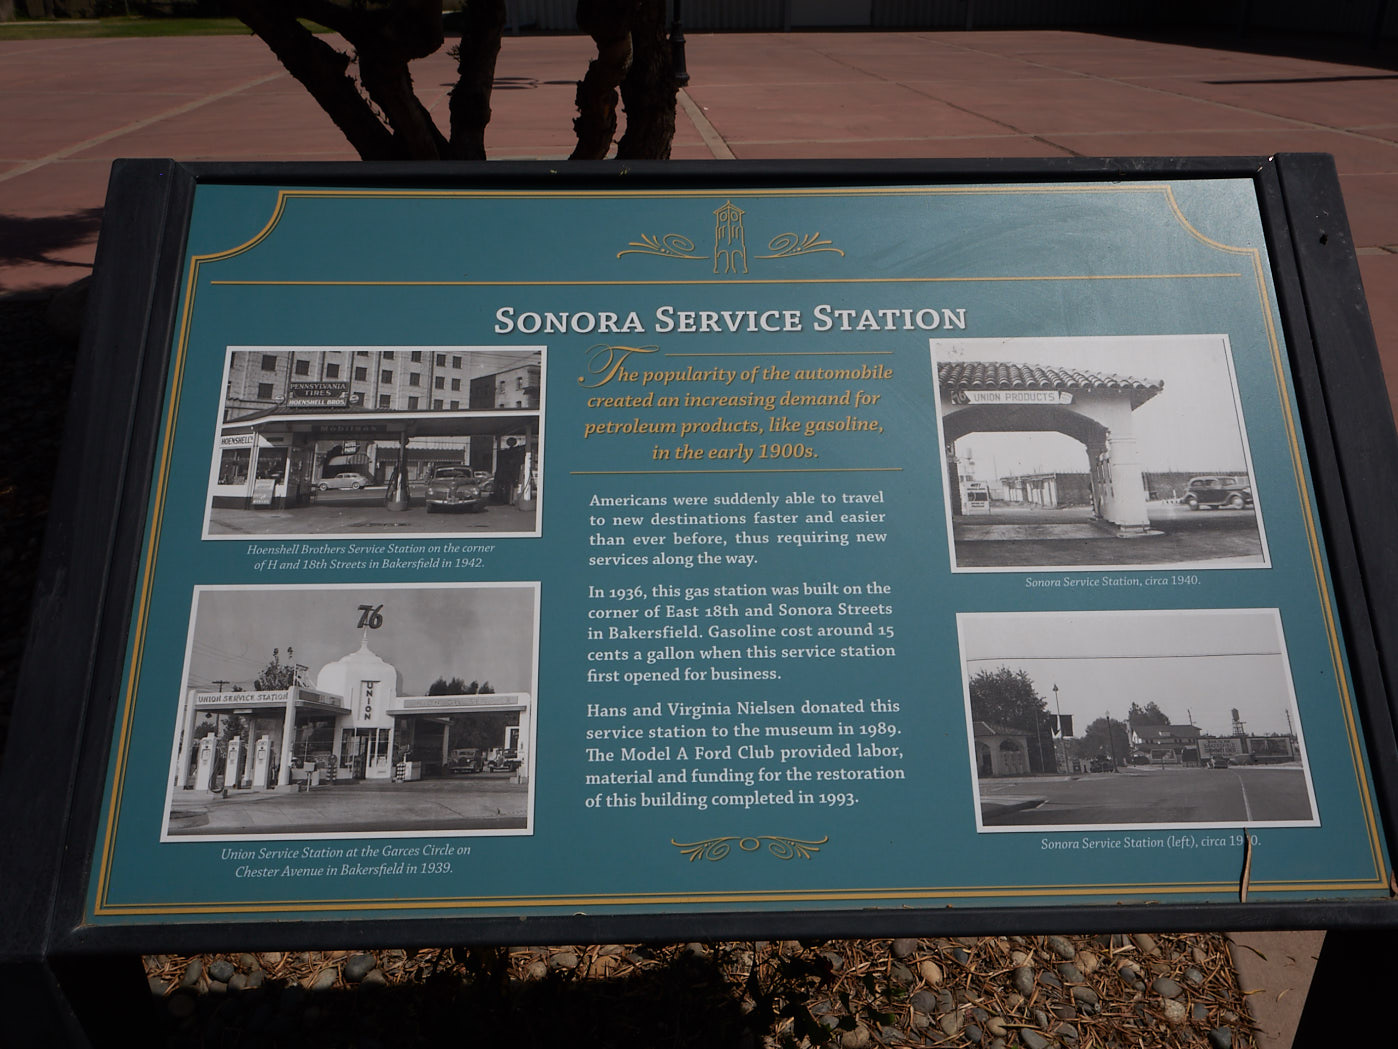 SONORA SERVICE STATION
PENNSYLVANIA
TIRES
HOENSHELL BROS.
Mobilgas
HOENSHELL'S
Hoenshell Brothers Service Station on the corner
of H and 18th Streets in Bakersfield in 1942.
76
UNION SERVICE STATION
UNION
Union Service Station at the Garces Circle on
Chester Avenue in Bakersfield in 1939.
The popularity of the automobile
created an increasing demand for
petroleum products, like gasoline,
in the early 1900s.
Americans were suddenly able to travel
to new destinations faster and easier
than ever before, thus requiring new
services along the way.
In 1936, this gas station was built on the
corner of East 18th and Sonora Streets
in Bakersfield. Gasoline cost around 15
cents a gallon when this service station
first opened for business.
Hans and Virginia Nielsen donated this
service station to the museum in 1989.
The Model A Ford Club provided labor,
material and funding for the restoration
of this building completed in 1993.
76 UNION PRODUCTS
Sonora Service Station, circa 1940.
Sonora Service Station (left), circa